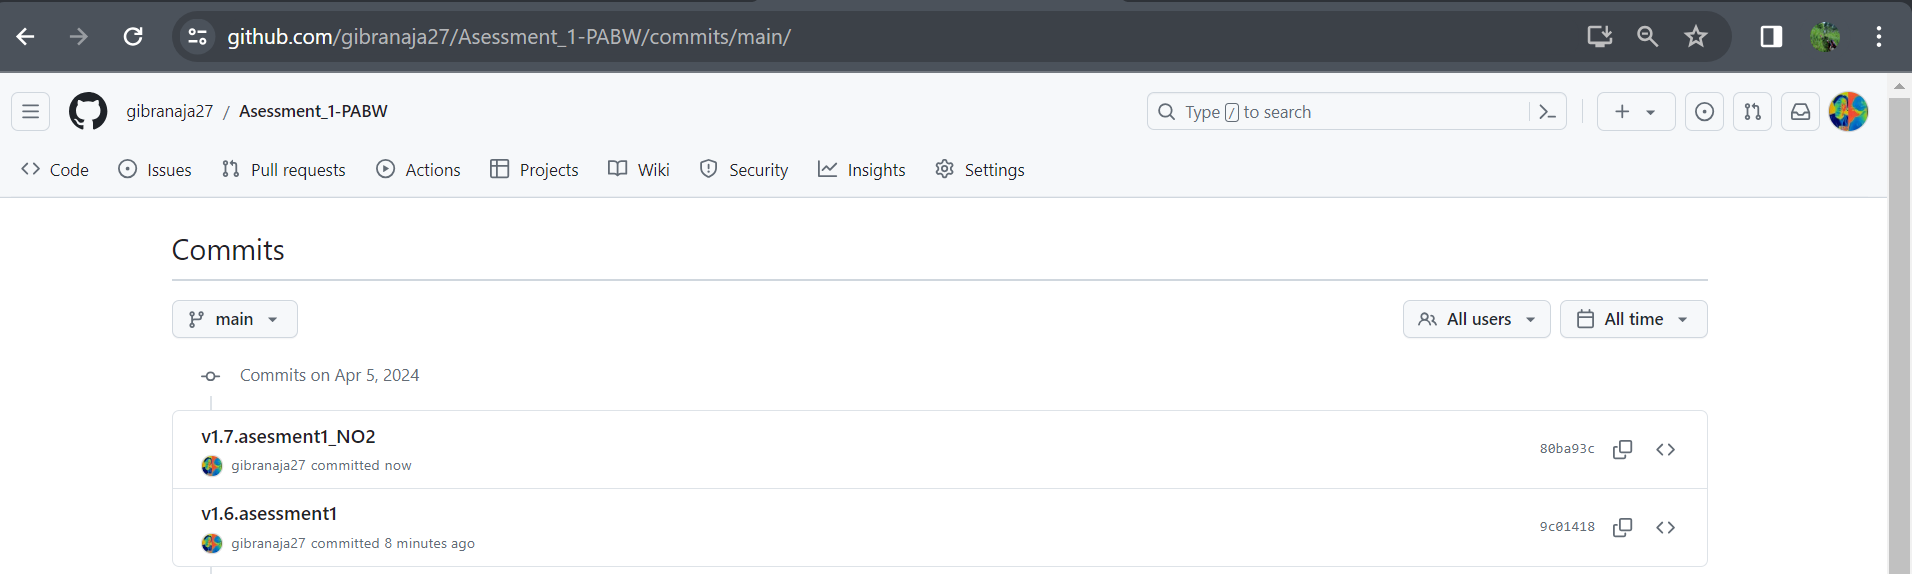 github.com/gibranaja27/Asessment_1-PABW/commits/main/
gibranaja27 / Asessment_1-PABW
Type / to search
Code Issues Pull requests Actions Projects Wiki Security Insights Settings
Commits
main
All users All time
Commits on Apr 5, 2024
v1.7.asesment1_NO2
80ba93c
gibranaja27 committed now
v1.6.asessment1
9c01418
gibranaja27 committed 8 minutes ago